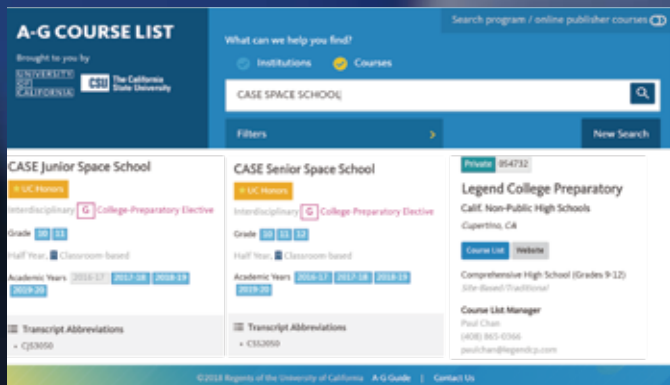 A-G COURSE LIST
Brought to you by
UNIVERSITY
OF
CALIFORNIA
CSU The California
State University
Search program / online publisher courses
What can we help you find?
Institutions
Courses
CASE SPACE SCHOOL
Filters
New Search
CASE Junior Space School
UC Honors
Interdisciplinary G College-Preparatory Elective
Grade 10 11
Half Year, Classroom based
Academic Years 2016-17 2017-18 2018-19
2019-20
Transcript Abbreviations
• CJS3050
CASE Senior Space School
UC Honors
Interdisciplinary G College-Preparatory Elective
Grade 10 11 12
Half Year, Classroom based
Academic Years 2016-17 2017-18 2018-19
2019-20
Transcript Abbreviations
• CSS2050
Private 054732
Legend College Preparatory
Calif. Non-Public High Schools
Cupertino, CA
Course List Website
Comprehensive High School (Grades 9-12)
Site-Based/Traditional
Course List Manager
Paul Chan
(408) 865-0366
paulchan@legendcp.com
©2018 Regents of the University of California A-G Guide | Contact Us